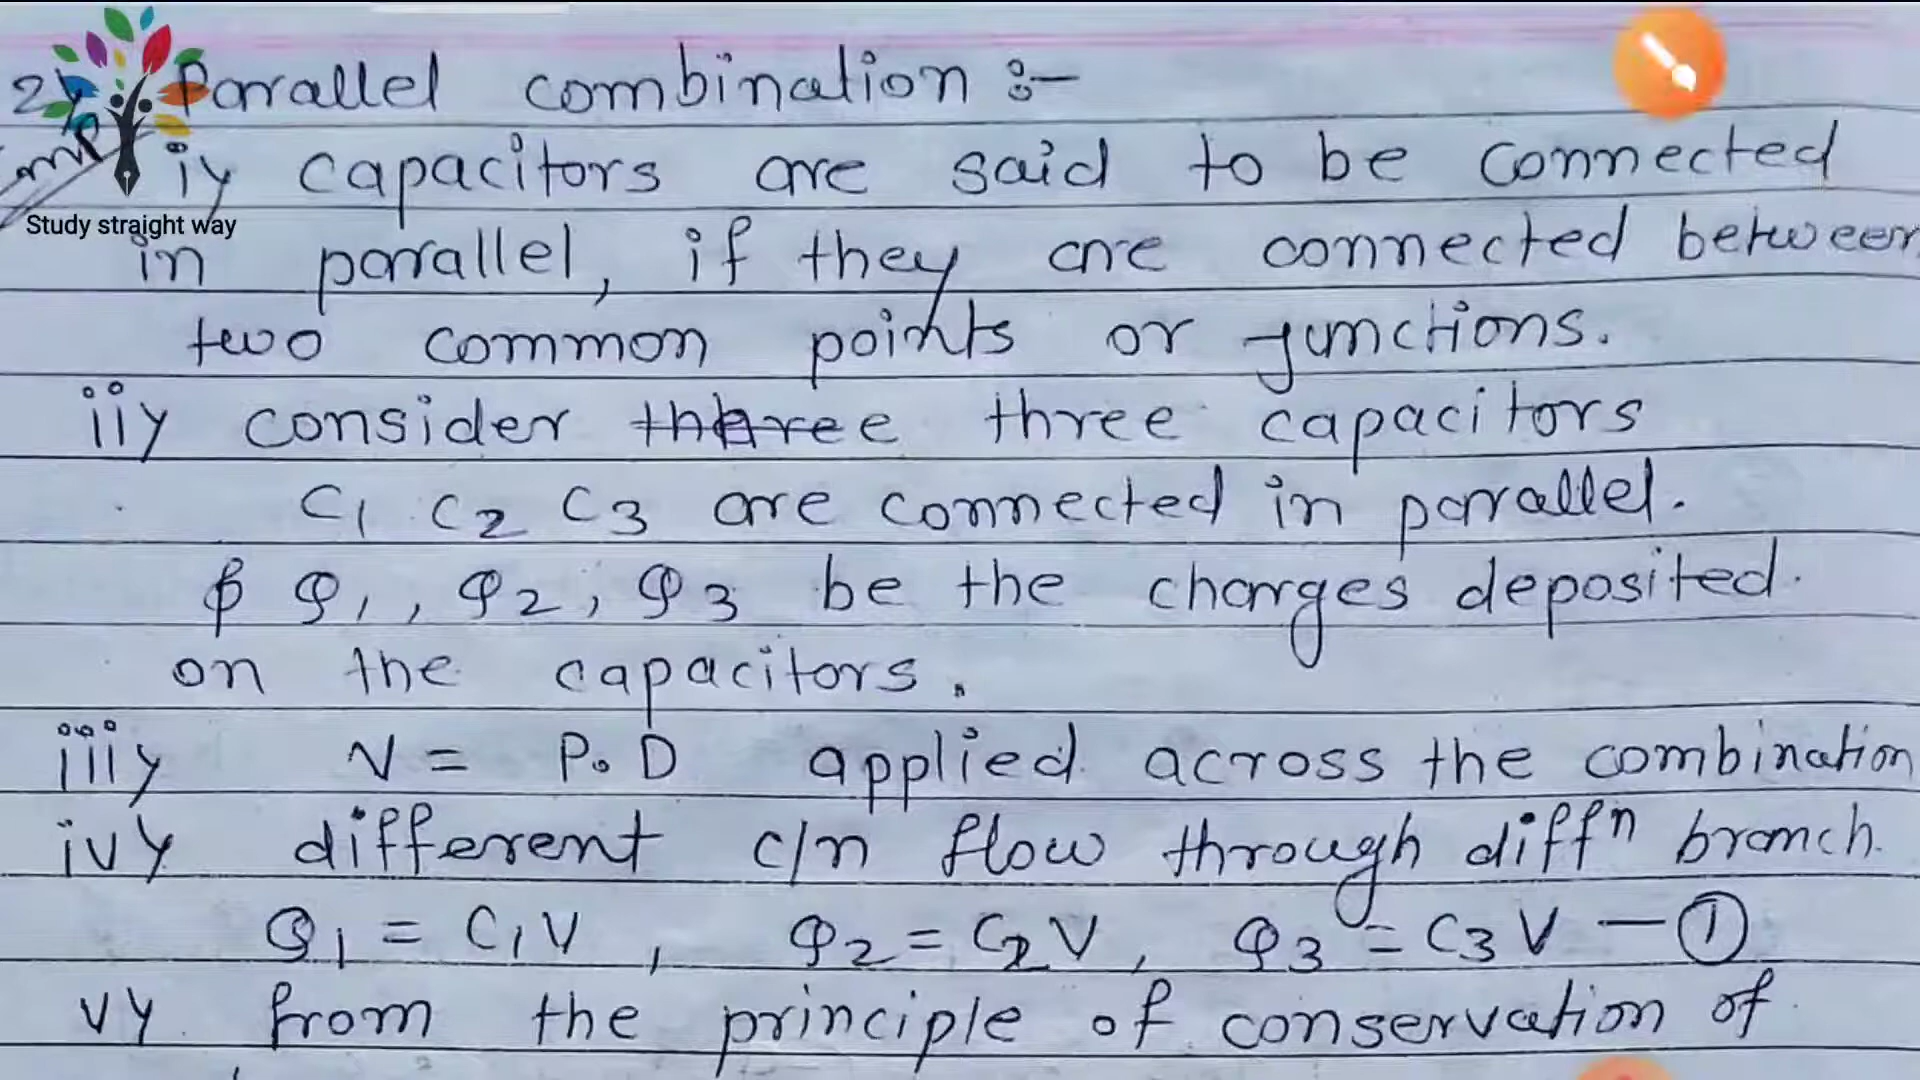 2) Parallel combination :-
imp
i) capacitors are said to be connected
Study straight way
in parallel, if they are connected between
two common points or junctions.
ii) consider three three capacitors
C1 C2 C3 are connected in parallel.
Q1, Q2, Q3 be the charges deposited.
on the capacitors.
iii) V = P.D applied across the combination
iv) different c/n flow through diffn branch.
Q1 = C1V, Q2 = C2V, Q3 = C3V — ①
v) from the principle of conservation of